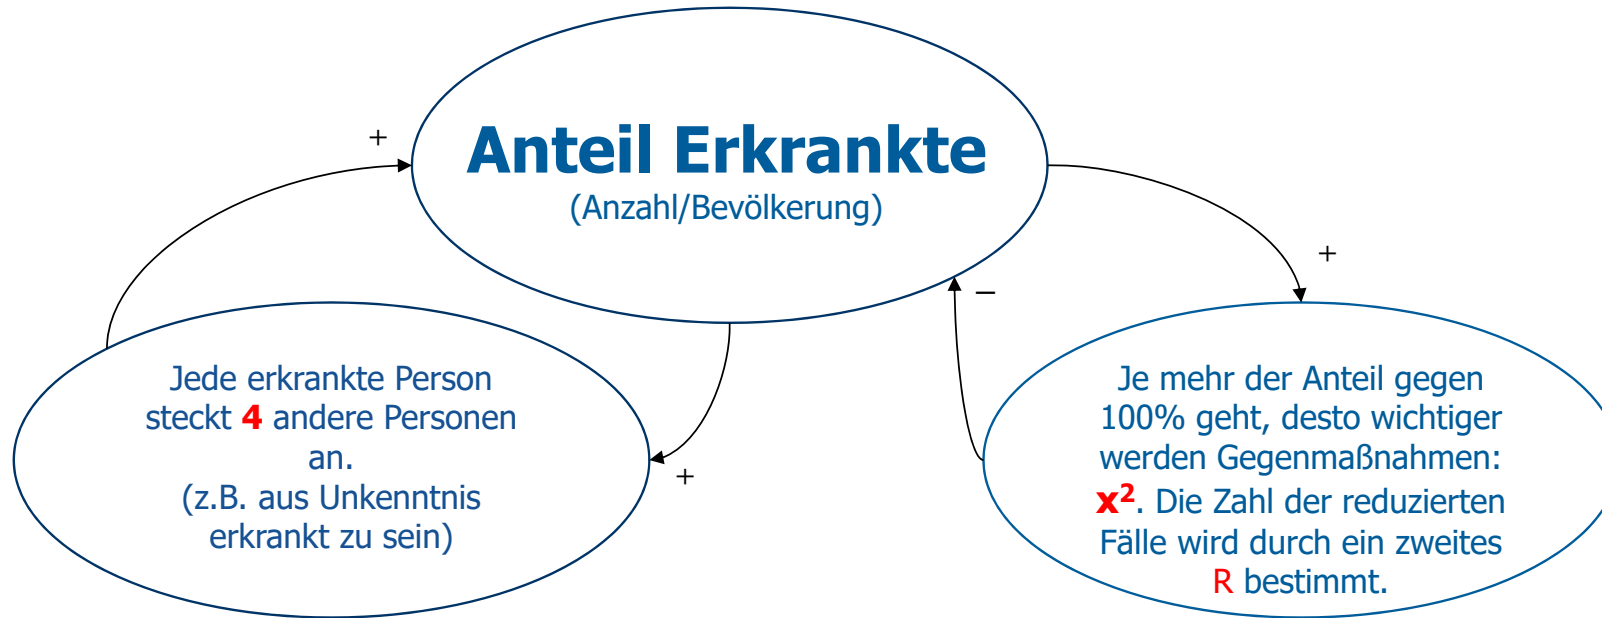 +
Anteil Erkrankte
(Anzahl/Bevölkerung)
+
−
Jede erkrankte Person
steckt 4 andere Personen
an.
(z.B. aus Unkenntnis
erkrankt zu sein)
+
Je mehr der Anteil gegen
100% geht, desto wichtiger
werden Gegenmaßnahmen:
x². Die Zahl der reduzierten
Fälle wird durch ein zweites
R bestimmt.